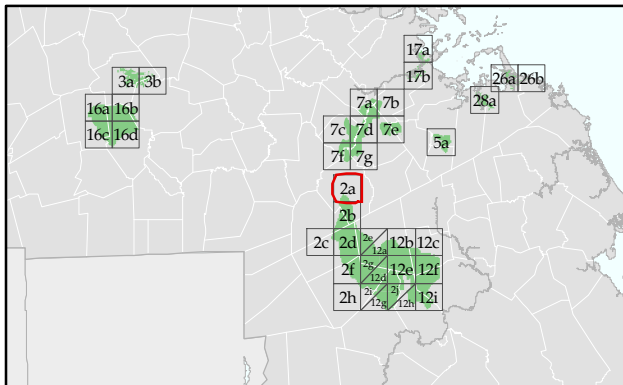 17a
17b
26a 26b
28a
3a 3b
16a 16b
16c 16d
7a 7b
7c 7d 7e
7f 7g
5a
2a
2b
2c 2d 2e 12a 12b 12c
2f 2g 12d 12e 12f
2h 2i 12g 2j 12h 12i